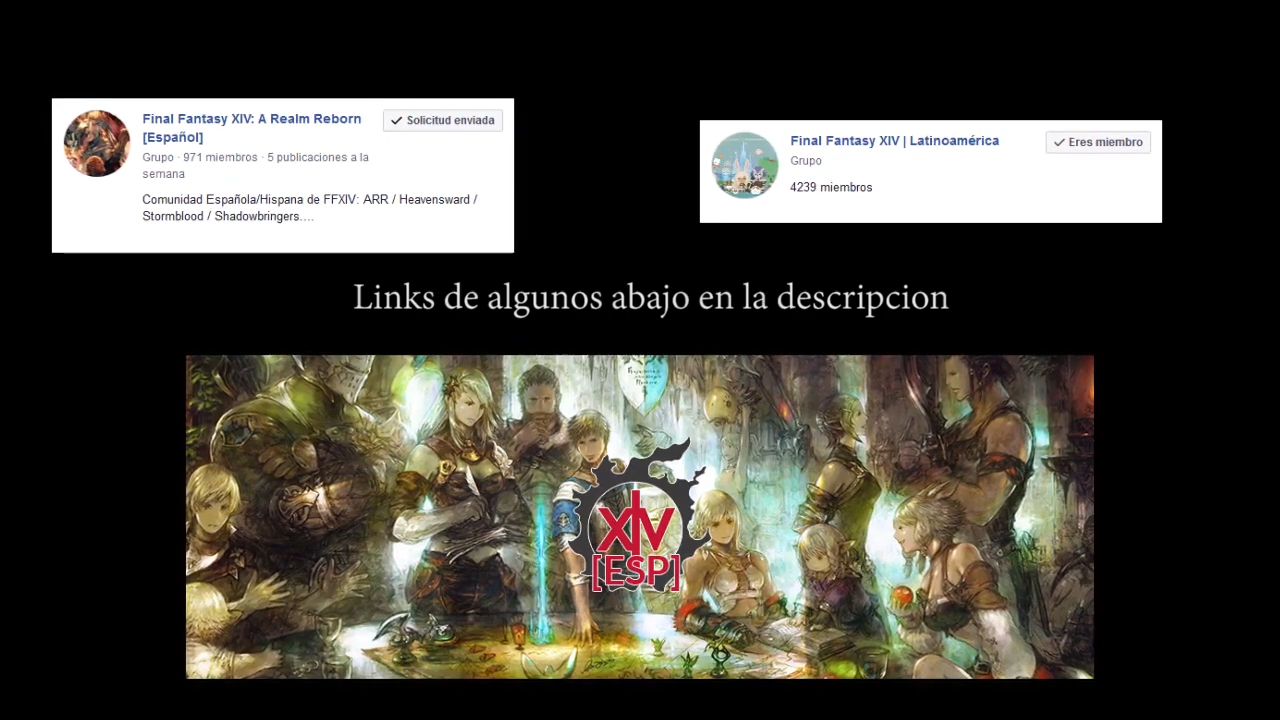 Final Fantasy XIV: A Realm Reborn
[Español]
Solicitud enviada
Grupo · 971 miembros · 5 publicaciones a la
semana
Comunidad Española/Hispana de FFXIV: ARR / Heavensward /
Stormblood / Shadowbringers....
Final Fantasy XIV | Latinoamérica
Eres miembro
Grupo
4239 miembros
Links de algunos abajo en la descripcion
XIV
[ESP]